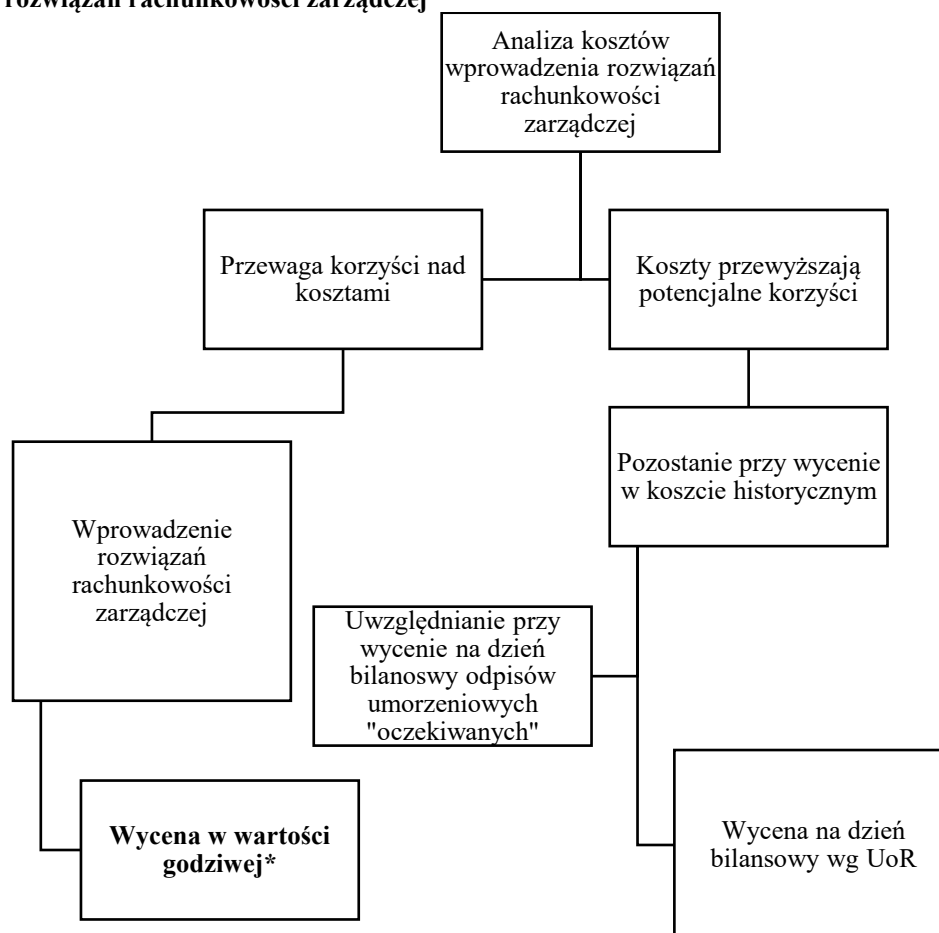 rozwiązań rachunkowości zarządczej
Analiza kosztów
wprowadzenia rozwiązań
rachunkowości
zarządczej
Przewaga korzyści nad
kosztami
Koszty przewyższają
potencjalne korzyści
Pozostanie przy wycenie
w koszcie historycznym
Wprowadzenie
rozwiązań
rachunkowości
zarządczej
Uwzględnianie przy
wycenie na dzień
bilanoswy odpisów
umorzeniowych
"oczekiwanych"
Wycena w wartości
godziwej*
Wycena na dzień
bilansowy wg UoR